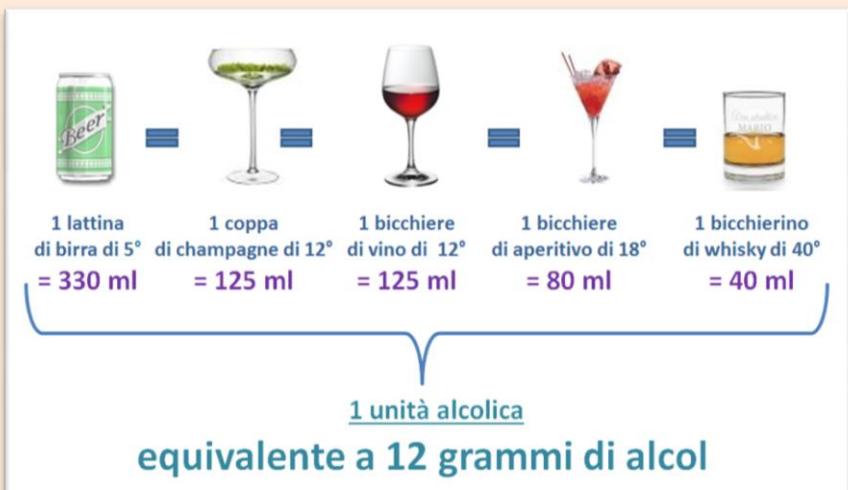 Beer
MARIO
1 lattina
di birra di 5°
= 330 ml
1 coppa
di champagne di 12°
= 125 ml
1 bicchiere
di vino di 12°
= 125 ml
1 bicchiere
di aperitivo di 18°
= 80 ml
1 bicchierino
di whisky di 40°
= 40 ml
1 unità alcolica
equivalente a 12 grammi di alcol